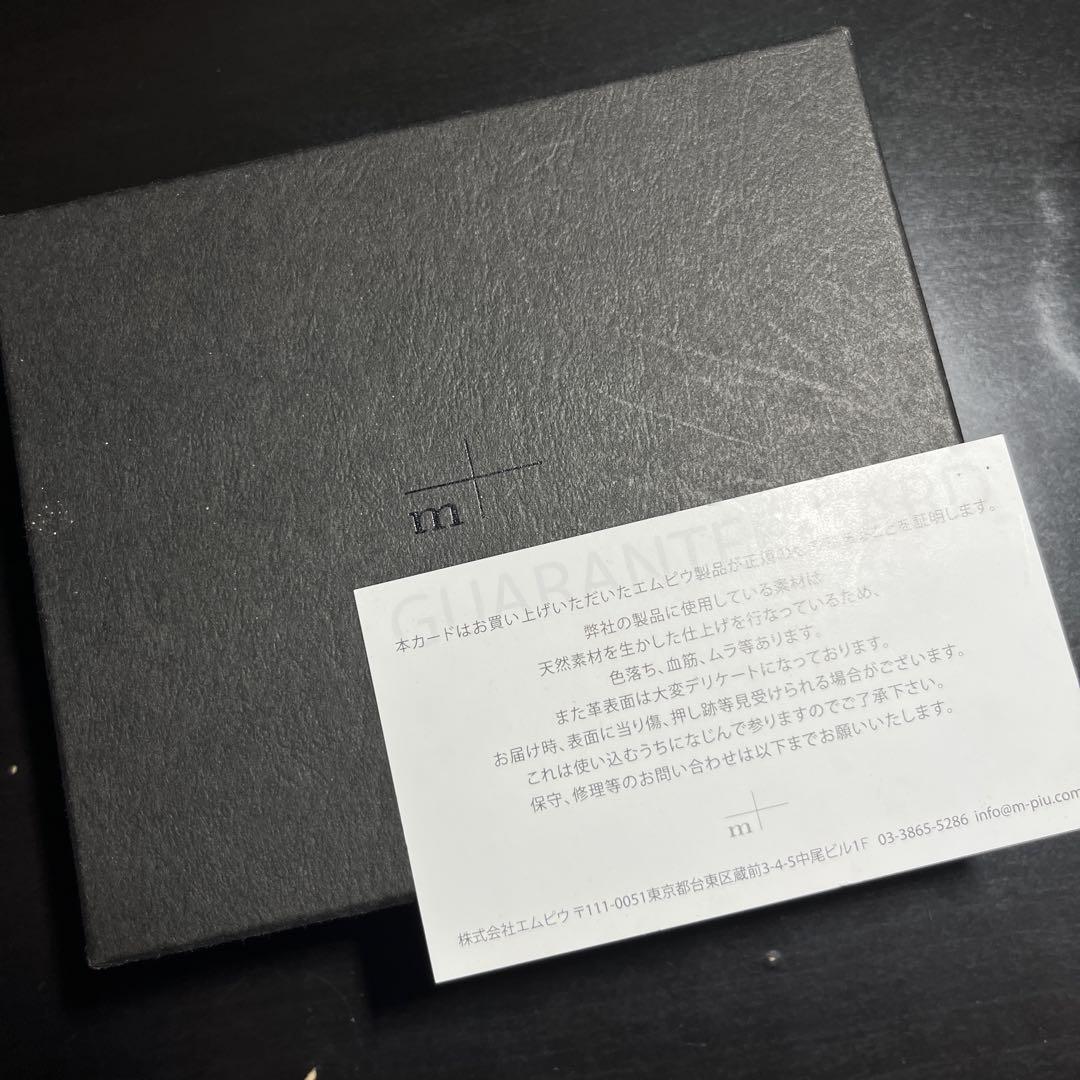 m
GUARANTEE CARD
本カードはお買い上げいただいたエムピウ製品が正規の であることを証明します。
弊社の製品に使用している素材は
天然素材を生かした仕上げを行なっているため、
色落ち、血筋、ムラ等あります。
また革表面は大変デリケートになっております。
お届け時、表面に当り傷、押し跡等見受けられる場合がございます。
これは使い込むうちになじんで参りますのでご了承下さい。
保守、修理等のお問い合わせは以下までお願いいたします。
m
株式会社エムピウ 〒111-0051東京都台東区蔵前3-4-5中尾ビル1F 03-3865-5286 info@m-piu.com